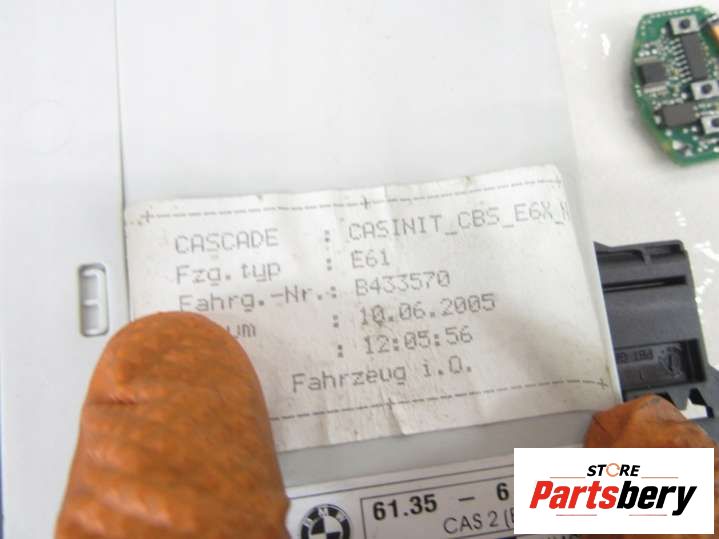 CASCADE : CASINIT_CBS_E6X_
Fzg.typ : E61
Fahrg.-Nr.: B433570
: 10.06.2005
: 12:05:56
Fahrzeug i.O.
BMW
61.35 - 6
CAS 2
STORE
Partsbery